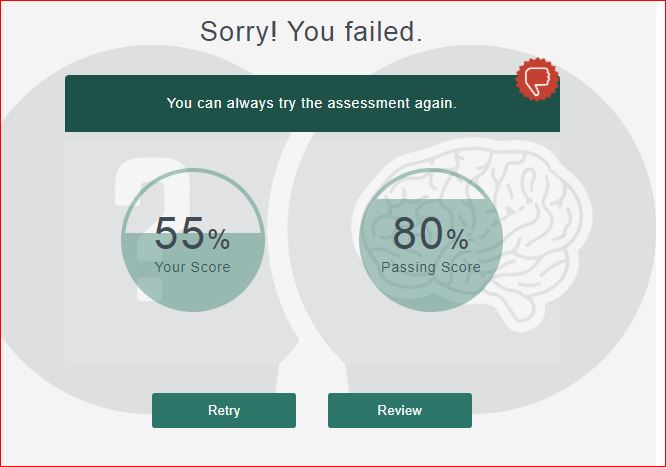 Sorry! You failed.
You can always try the assessment again.
55%
Your Score
80%
Passing Score
Retry
Review